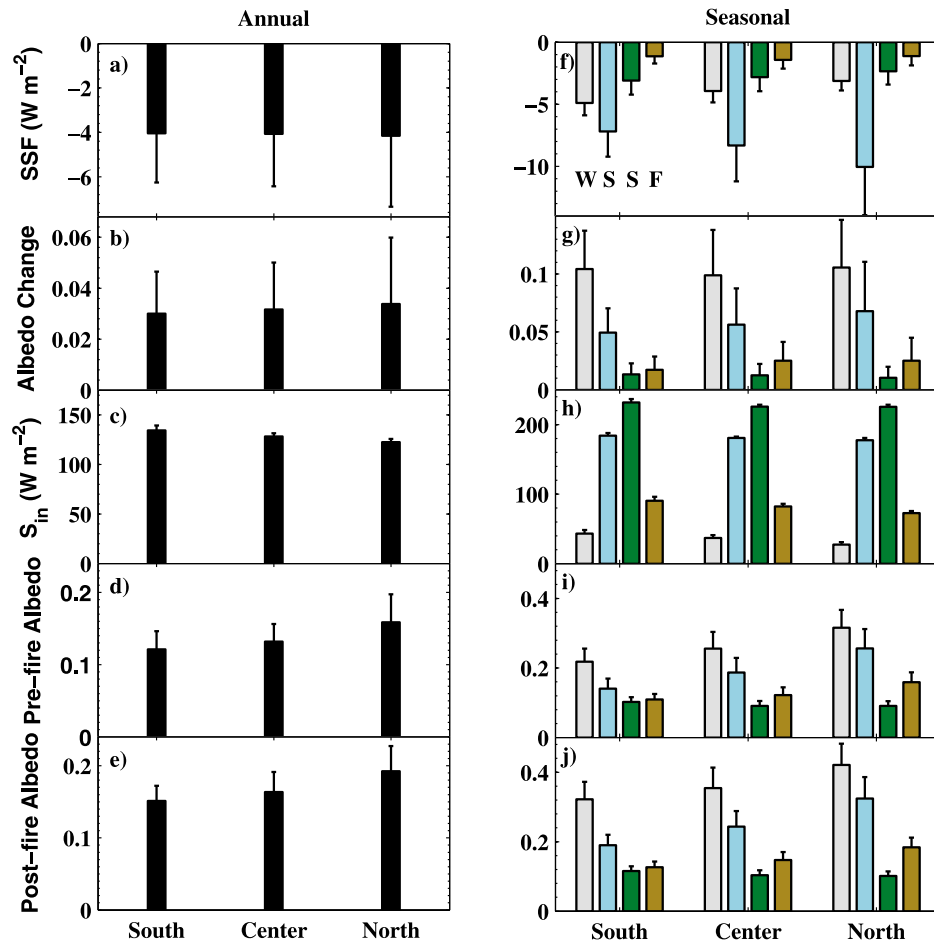 Annual
Seasonal
SSF (W m−2)
0
−2
−4
−6
a)
0
−5
−10
f)
W S S F
Albedo Change
0.06
0.04
0.02
0
b)
0.1
0.05
0
g)
Sin (W m−2)
150
100
50
0
c)
200
100
0
h)
Pre−fire Albedo
0.2
0.1
0
d)
0.4
0.2
0
i)
Post−fire Albedo
0.2
0.1
0
e)
0.4
0.2
0
j)
South Center North
South Center North